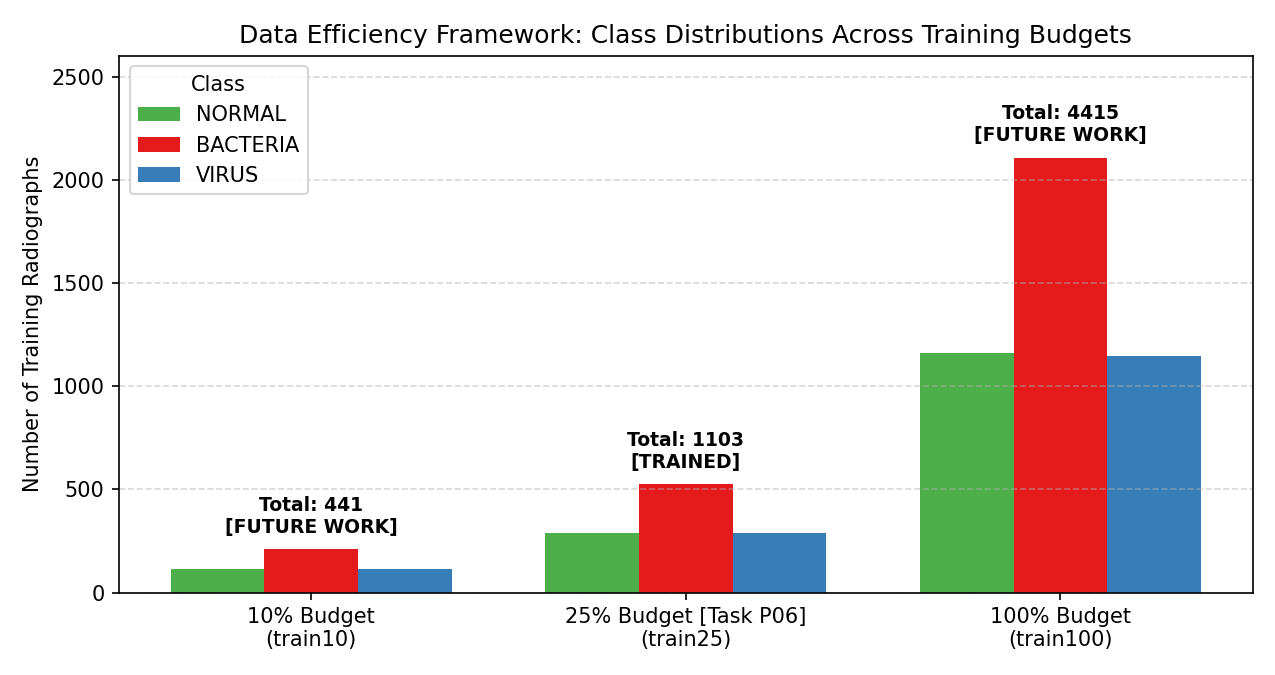 Data Efficiency Framework: Class Distributions Across Training Budgets
Number of Training Radiographs
2500
2000
1500
1000
500
0
Class
NORMAL
BACTERIA
VIRUS
Total: 441
[FUTURE WORK]
Total: 1103
[TRAINED]
Total: 4415
[FUTURE WORK]
10% Budget
(train10)
25% Budget [Task P06]
(train25)
100% Budget
(train100)